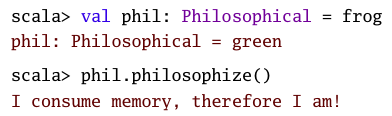 scala> val phil: Philosophical = frog
phil: Philosophical = green
scala> phil.philosophize()
I consume memory, therefore I am!